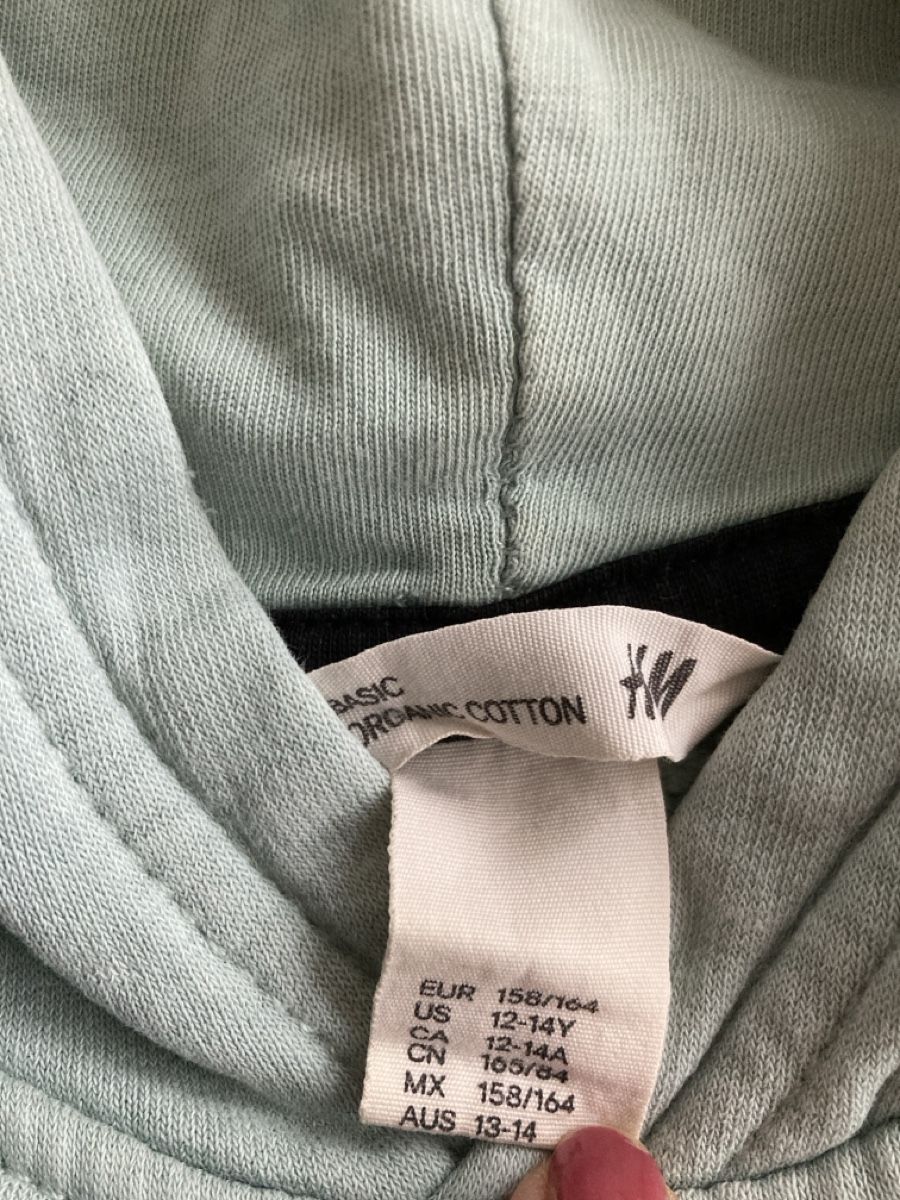 BASIC
ORGANIC COTTON
H&M
EUR 158/164
US 12-14Y
CA 12-14A
CN 165/84
MX 158/164
AUS 13-14